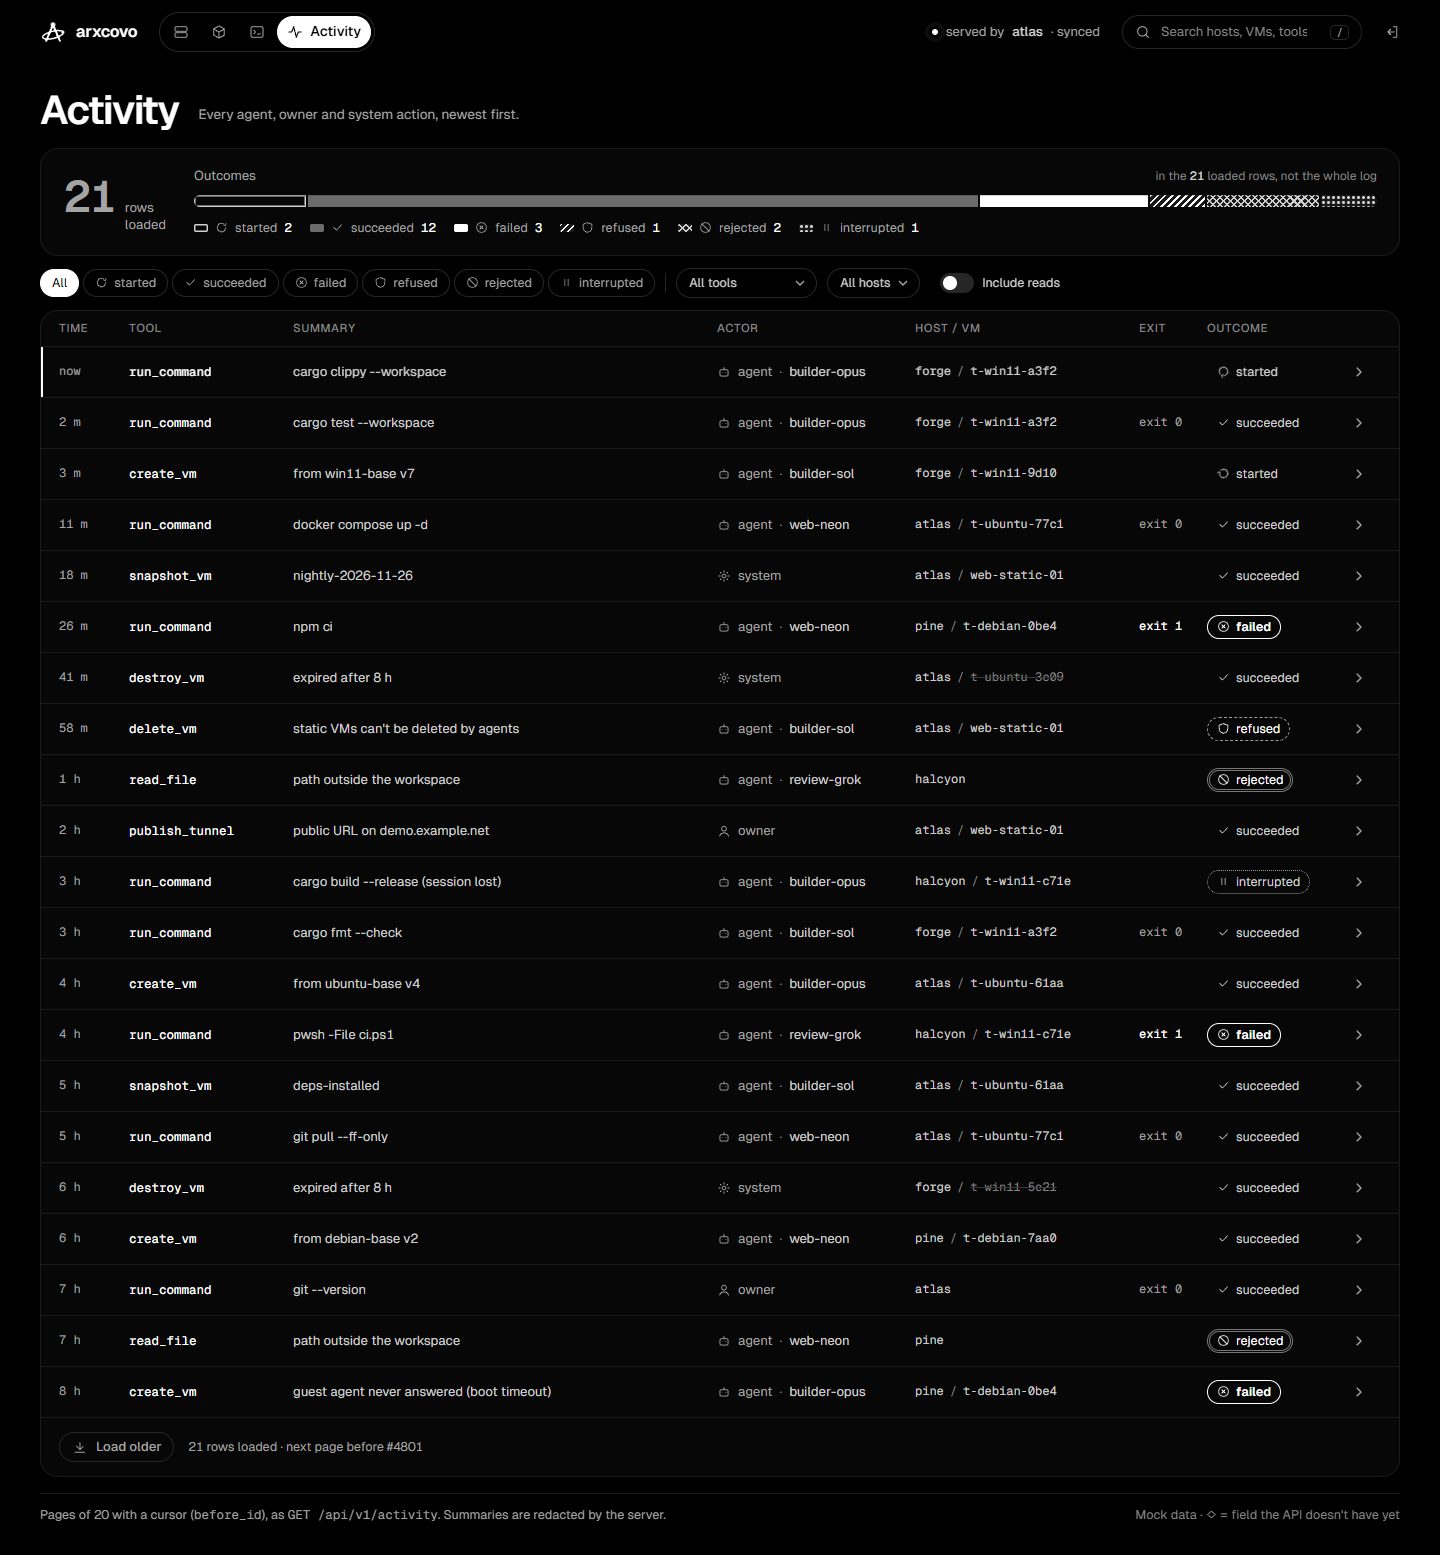 arxcovo
Activity
served by atlas · synced
Search hosts, VMs, tools
/
Activity
Every agent, owner and system action, newest first.
21 rows loaded
Outcomes
in the 21 loaded rows, not the whole log
started 2 succeeded 12 failed 3 refused 1 rejected 2 interrupted 1
All started succeeded failed refused rejected interrupted All tools All hosts Include reads
TIME TOOL SUMMARY ACTOR HOST / VM EXIT OUTCOME
now run_command cargo clippy --workspace agent · builder-opus forge / t-win11-a3f2 started
2 m run_command cargo test --workspace agent · builder-opus forge / t-win11-a3f2 exit 0 succeeded
3 m create_vm from win11-base v7 agent · builder-sol forge / t-win11-9d10 started
11 m run_command docker compose up -d agent · web-neon atlas / t-ubuntu-77c1 exit 0 succeeded
18 m snapshot_vm nightly-2026-11-26 system atlas / web-static-01 succeeded
26 m run_command npm ci agent · web-neon pine / t-debian-0be4 exit 1 failed
41 m destroy_vm expired after 8 h system atlas / t-ubuntu-3c09 succeeded
58 m delete_vm static VMs can't be deleted by agents agent · builder-sol atlas / web-static-01 refused
1 h read_file path outside the workspace agent · review-grok halcyon rejected
2 h publish_tunnel public URL on demo.example.net owner atlas / web-static-01 succeeded
3 h run_command cargo build --release (session lost) agent · builder-opus halcyon / t-win11-c71e interrupted
3 h run_command cargo fmt --check agent · builder-sol forge / t-win11-a3f2 exit 0 succeeded
4 h create_vm from ubuntu-base v4 agent · builder-opus atlas / t-ubuntu-61aa succeeded
4 h run_command pwsh -File ci.ps1 agent · review-grok halcyon / t-win11-c71e exit 1 failed
5 h snapshot_vm deps-installed agent · builder-sol atlas / t-ubuntu-61aa succeeded
5 h run_command git pull --ff-only agent · web-neon atlas / t-ubuntu-77c1 exit 0 succeeded
6 h destroy_vm expired after 8 h system forge / t-win11-5e21 succeeded
6 h create_vm from debian-base v2 agent · web-neon pine / t-debian-7aa0 succeeded
7 h run_command git --version owner atlas exit 0 succeeded
7 h read_file path outside the workspace agent · web-neon pine rejected
8 h create_vm guest agent never answered (boot timeout) agent · builder-opus pine / t-debian-0be4 failed
Load older 21 rows loaded · next page before #4801
Pages of 20 with a cursor (before_id), as GET /api/v1/activity. Summaries are redacted by the server.
Mock data · ◇ = field the API doesn't have yet